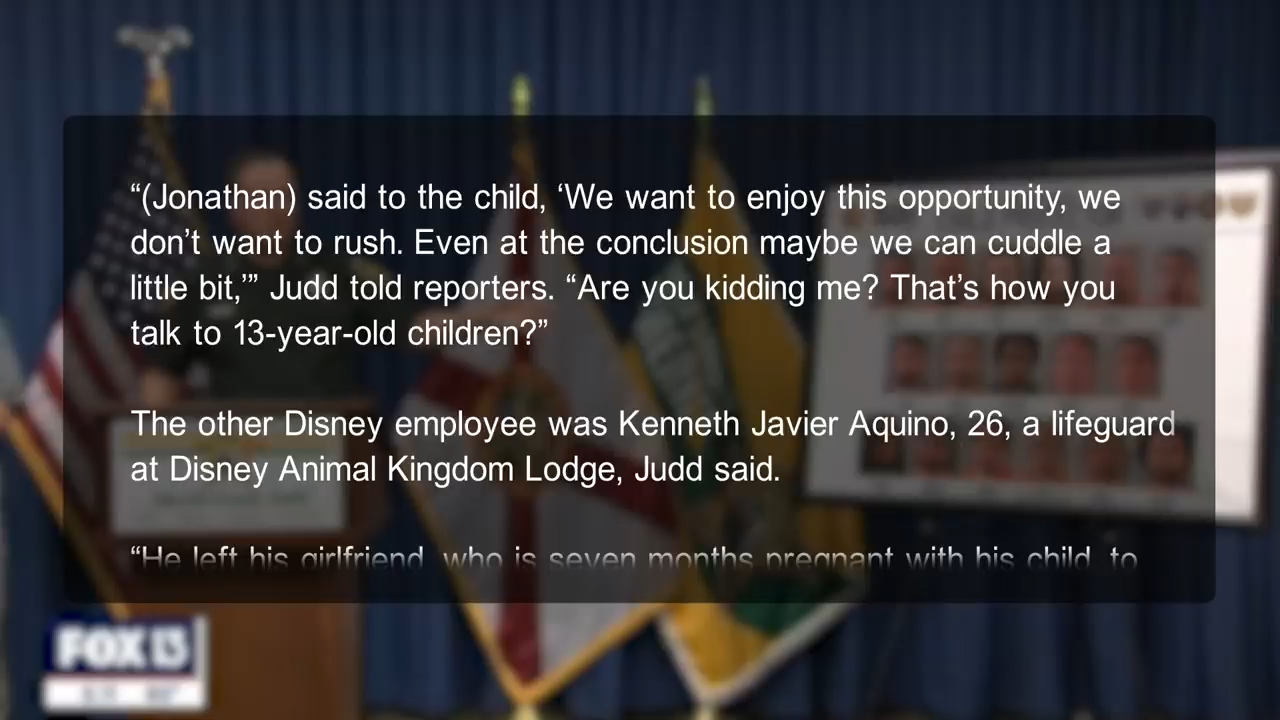 “(Jonathan) said to the child, ‘We want to enjoy this opportunity, we
don’t want to rush. Even at the conclusion maybe we can cuddle a
little bit,’” Judd told reporters. “Are you kidding me? That’s how you
talk to 13-year-old children?”
The other Disney employee was Kenneth Javier Aquino, 26, a lifeguard
at Disney Animal Kingdom Lodge, Judd said.
“He left his girlfriend, who is seven months pregnant with his child, to
FOX 13